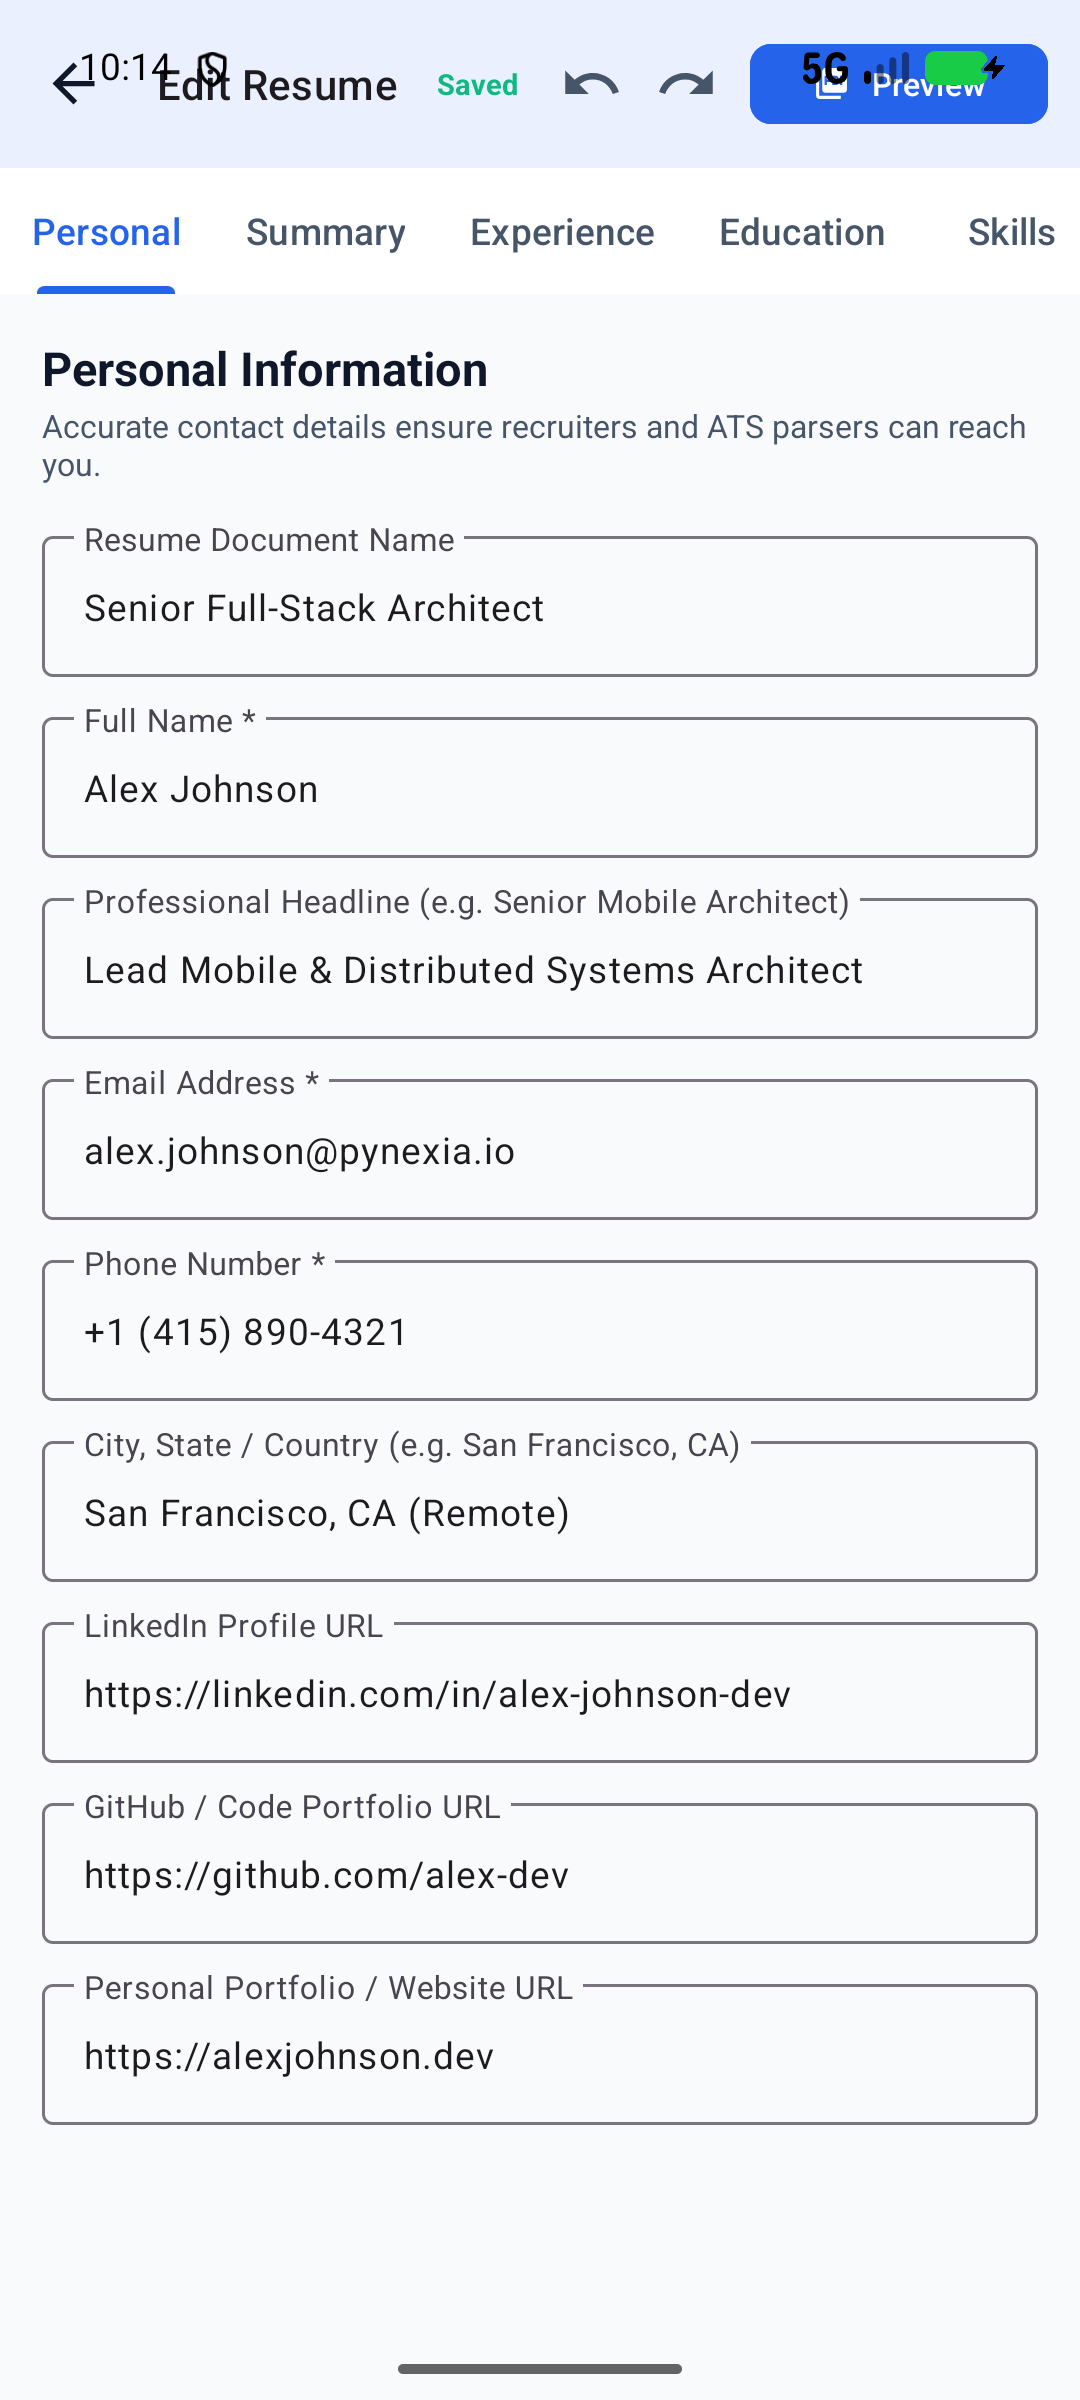 10:14
5G
Edit Resume
Saved
Preview
Personal
Summary
Experience
Education
Skills
Personal Information
Accurate contact details ensure recruiters and ATS parsers can reach
you.
Resume Document Name
Senior Full-Stack Architect
Full Name *
Alex Johnson
Professional Headline (e.g. Senior Mobile Architect)
Lead Mobile & Distributed Systems Architect
Email Address *
alex.johnson@pynexia.io
Phone Number *
+1 (415) 890-4321
City, State / Country (e.g. San Francisco, CA)
San Francisco, CA (Remote)
LinkedIn Profile URL
https://linkedin.com/in/alex-johnson-dev
GitHub / Code Portfolio URL
https://github.com/alex-dev
Personal Portfolio / Website URL
https://alexjohnson.dev